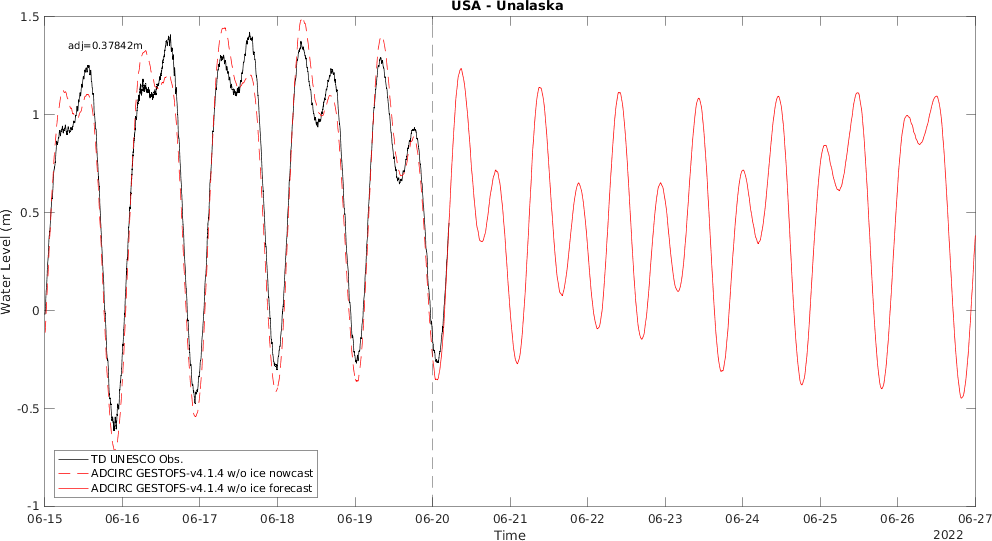 USA - Unalaska
1.5
adj=0.37842m
1
0.5
Water Level (m)
0
-0.5
TD UNESCO Obs.
ADCIRC GESTOFS-v4.1.4 w/o ice nowcast
ADCIRC GESTOFS-v4.1.4 w/o ice forecast
-1
06-15 06-16 06-17 06-18 06-19 06-20 06-21 06-22 06-23 06-24 06-25 06-26 06-27
Time
2022